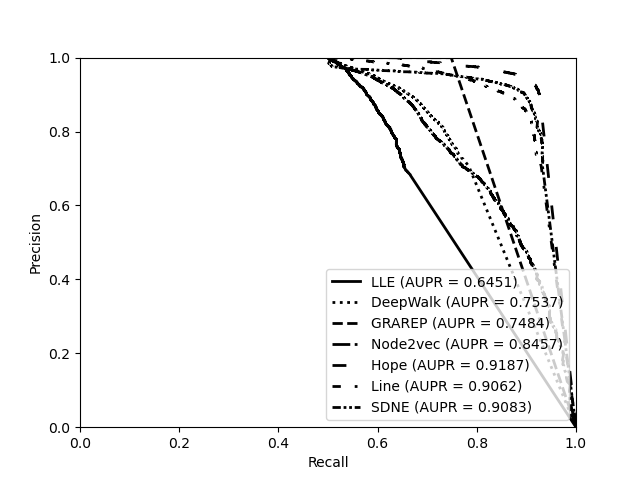 1.0
0.8
0.6
0.4
0.2
0.0
Precision
LLE (AUPR = 0.6451)
DeepWalk (AUPR = 0.7537)
GRAREP (AUPR = 0.7484)
Node2vec (AUPR = 0.8457)
Hope (AUPR = 0.9187)
Line (AUPR = 0.9062)
SDNE (AUPR = 0.9083)
0.0 0.2 0.4 0.6 0.8 1.0
Recall